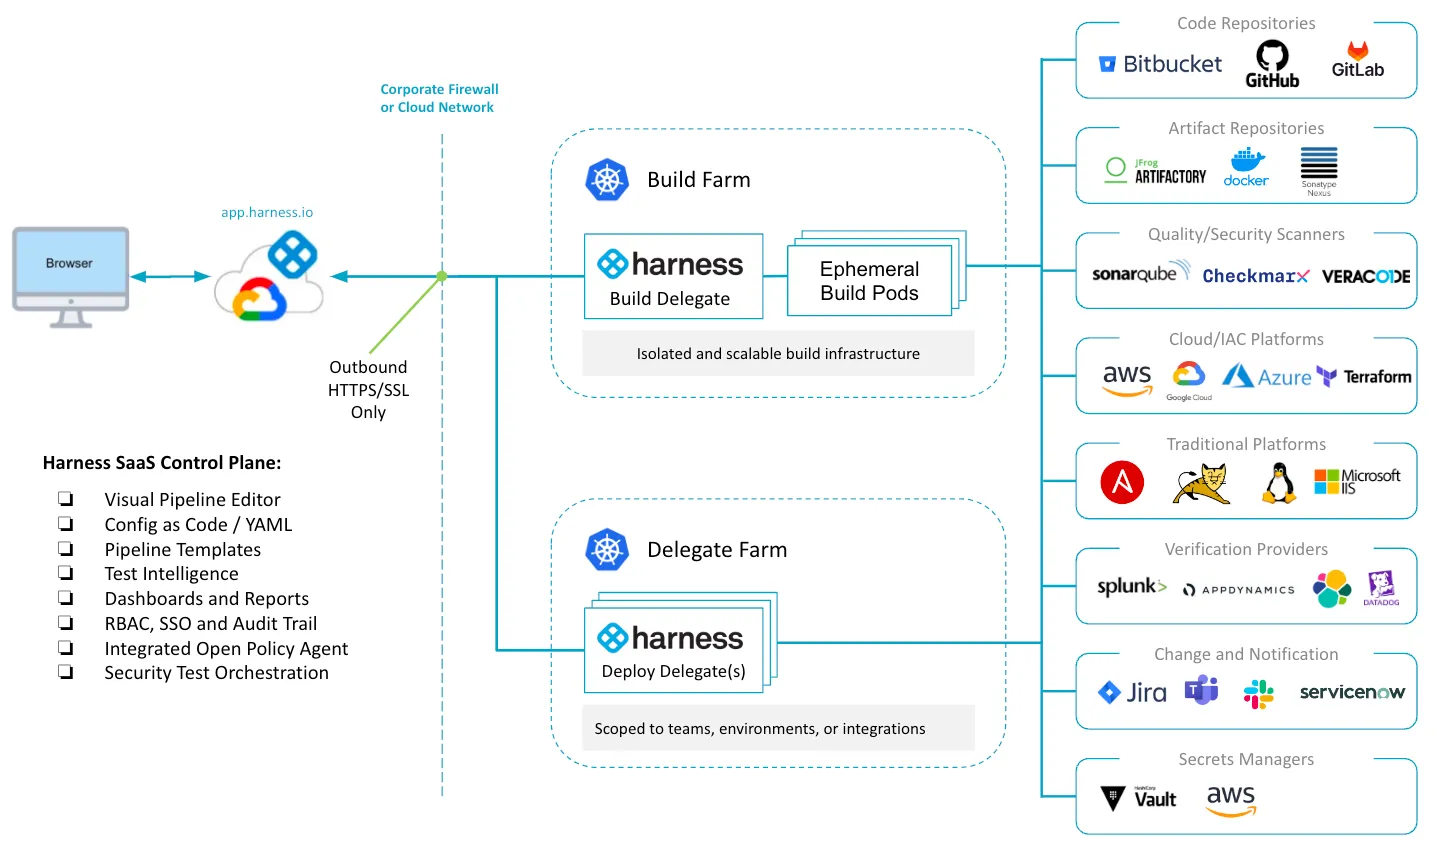 Browser
app.harness.io
Corporate Firewall
or Cloud Network
Outbound
HTTPS/SSL
Only
Harness SaaS Control Plane:
Visual Pipeline Editor
Config as Code / YAML
Pipeline Templates
Test Intelligence
Dashboards and Reports
RBAC, SSO and Audit Trail
Integrated Open Policy Agent
Security Test Orchestration
Build Farm
harness
Build Delegate
Ephemeral
Build Pods
Isolated and scalable build infrastructure
Delegate Farm
harness
Deploy Delegate(s)
Scoped to teams, environments, or integrations
Code Repositories
Bitbucket
GitHub
GitLab
Artifact Repositories
JFrog
ARTIFACTORY
docker
Sonatype
Nexus
Quality/Security Scanners
sonarqube
Checkmarx
VERACODE
Cloud/IAC Platforms
aws
Google Cloud
Azure
Terraform
Traditional Platforms
Microsoft
IIS
Verification Providers
splunk>
APPDYNAMICS
DATADOG
Change and Notification
Jira
servicenow
Secrets Managers
HashiCorp
Vault
aws